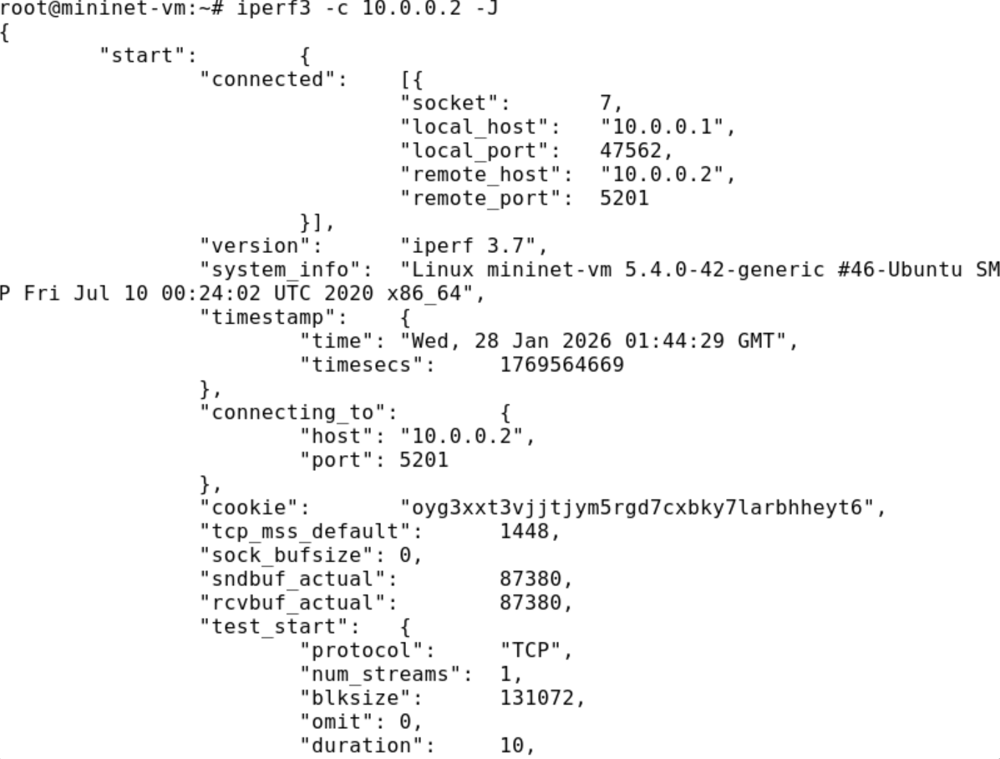 root@mininet-vm:~# iperf3 -c 10.0.0.2 -J
{
        "start":        {
                "connected":    [{
                                "socket":       7,
                                "local_host":   "10.0.0.1",
                                "local_port":   47562,
                                "remote_host":  "10.0.0.2",
                                "remote_port":  5201
                        }],
                "version":      "iperf 3.7",
                "system_info":  "Linux mininet-vm 5.4.0-42-generic #46-Ubuntu SM
P Fri Jul 10 00:24:02 UTC 2020 x86_64",
                "timestamp":    {
                        "time": "Wed, 28 Jan 2026 01:44:29 GMT",
                        "timesecs":     1769564669
                },
                "connecting_to":        {
                        "host": "10.0.0.2",
                        "port": 5201
                },
                "cookie":       "oyg3xxt3vjjtjym5rgd7cxbky7larbhheyt6",
                "tcp_mss_default":      1448,
                "sock_bufsize": 0,
                "sndbuf_actual":        87380,
                "rcvbuf_actual":        87380,
                "test_start":   {
                        "protocol":     "TCP",
                        "num_streams":  1,
                        "blksize":      131072,
                        "omit": 0,
                        "duration":     10,